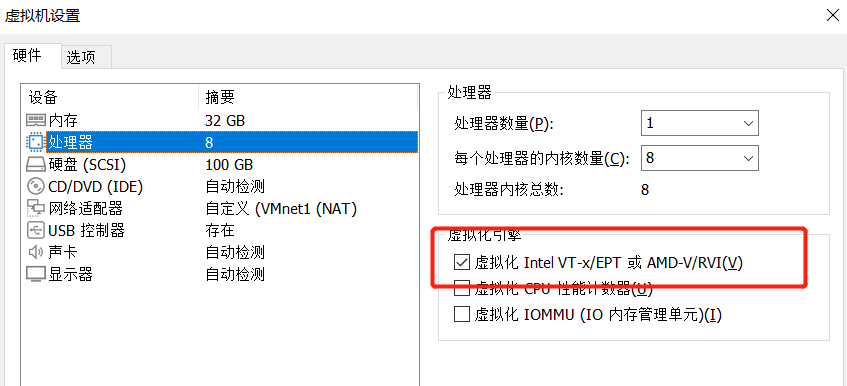 虚拟机设置
硬件 选项
设备 摘要
内存 32 GB
处理器 8
硬盘 (SCSI) 100 GB
CD/DVD (IDE) 自动检测
网络适配器 自定义 (VMnet1 (NAT)
USB 控制器 存在
声卡 自动检测
显示器 自动检测
处理器
处理器数量(P): 1
每个处理器的内核数量(C): 8
处理器内核总数: 8
虚拟化引擎
虚拟化 Intel VT-x/EPT 或 AMD-V/RVI(V)
虚拟化 CPU 性能计数器(U)
虚拟化 IOMMU (IO 内存管理单元)(I)